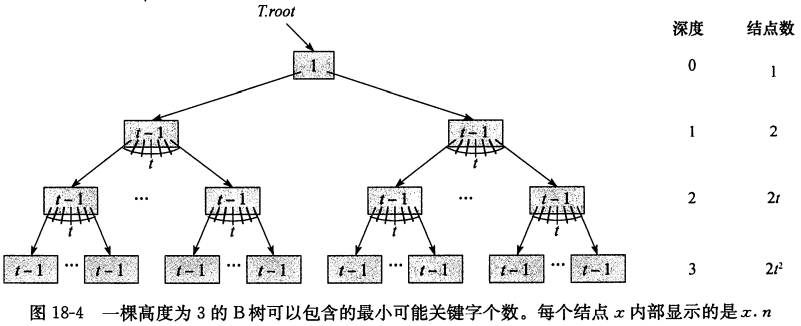 T.root
深度 结点数
1 0 1
t-1 t-1 1 2
t t
t-1 … t-1 t-1 … t-1 2 2t
t t t t
t-1 … t-1 t-1 … t-1 t-1 … t-1 t-1 … t-1 3 2t²
图 18-4 一棵高度为 3 的 B 树可以包含的最小可能关键字个数。每个结点 x 内部显示的是 x.n